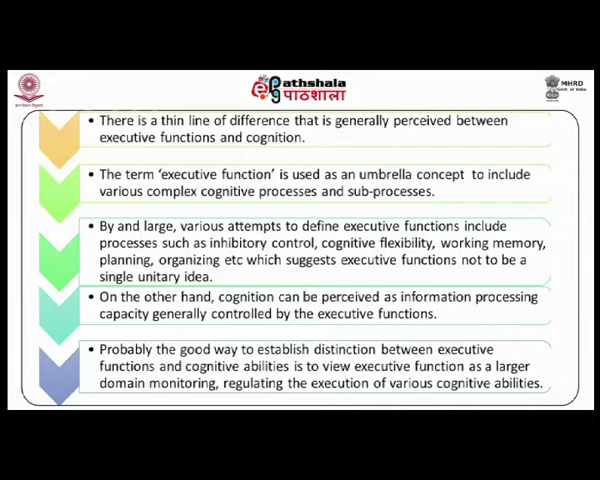 ePathshala
पाठशाला
MHRD
Govt. of India
• There is a thin line of difference that is generally perceived between
executive functions and cognition.
• The term ‘executive function’ is used as an umbrella concept to include
various complex cognitive processes and sub-processes.
• By and large, various attempts to define executive functions include
processes such as inhibitory control, cognitive flexibility, working memory,
planning, organizing etc which suggests executive functions not to be a
single unitary idea.
• On the other hand, cognition can be perceived as information processing
capacity generally controlled by the executive functions.
• Probably the good way to establish distinction between executive
functions and cognitive abilities is to view executive function as a larger
domain monitoring, regulating the execution of various cognitive abilities.